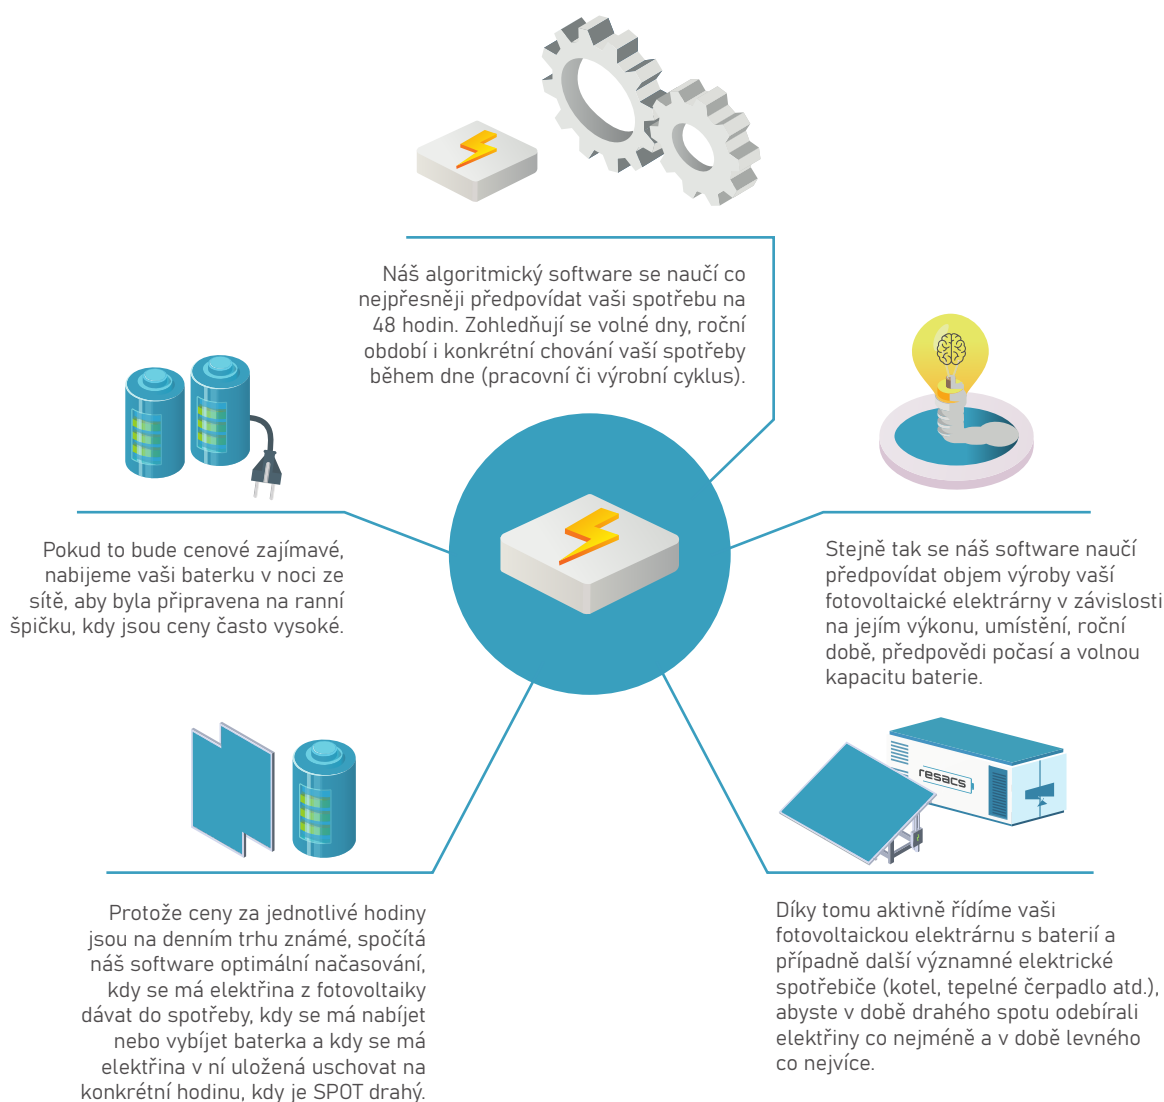 Náš algoritmický software se naučí co
nejpřesněji předpovídat vaši spotřebu na
48 hodin. Zohledňují se volné dny, roční
období i konkrétní chování vaší spotřeby
během dne (pracovní či výrobní cyklus).
Pokud to bude cenové zajímavé,
nabijeme vaši baterku v noci ze
sítě, aby byla připravena na ranní
špičku, kdy jsou ceny často vysoké.
Stejně tak se náš software naučí
předpovídat objem výroby vaší
fotovoltaické elektrárny v závislosti
na jejím výkonu, umístění, roční
době, předpovědi počasí a volnou
kapacitu baterie.
resacs
Protože ceny za jednotlivé hodiny
jsou na denním trhu známé, spočítá
náš software optimální načasování,
kdy se má elektřina z fotovoltaiky
dávat do spotřeby, kdy se má nabíjet
nebo vybíjet baterka a kdy se má
elektřina v ní uložená uschovat na
konkrétní hodinu, kdy je SPOT drahý.
Díky tomu aktivně řídíme vaši
fotovoltaickou elektrárnu s baterií a
případně další významné elektrické
spotřebiče (kotel, tepelné čerpadlo atd.),
abyste v době drahého spotu odebírali
elektřiny co nejméně a v době levného
co nejvíce.